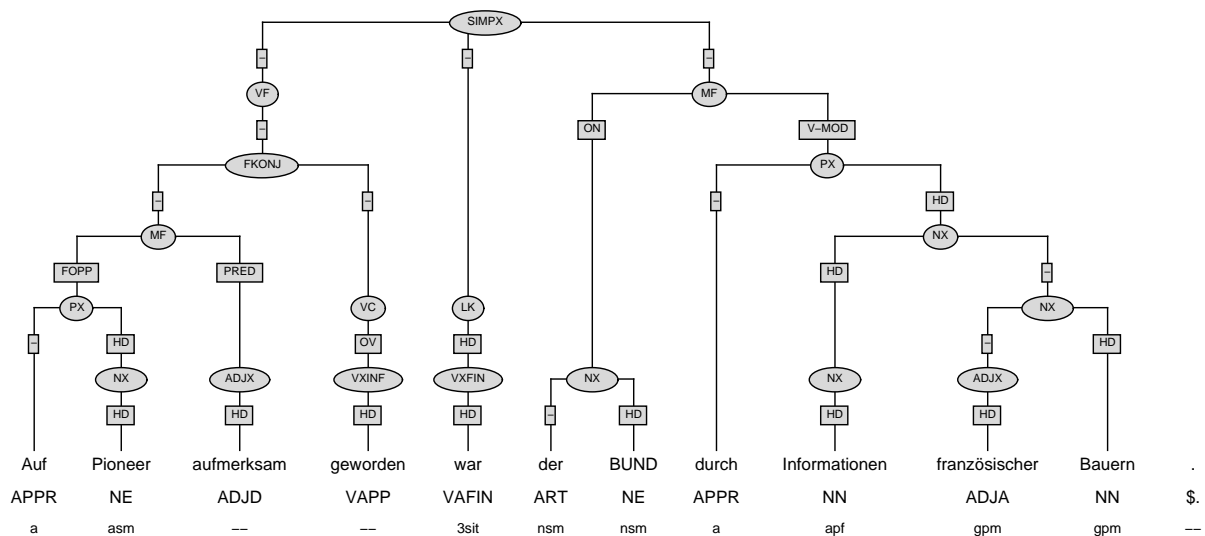 SIMPX
– – –
VF MF
– ON V–MOD
FKONJ PX
– – – HD
MF NX
FOPP PRED HD –
PX VC LK NX
– HD OV HD – HD
NX ADJX VXINF VXFIN NX NX ADJX
HD HD HD HD – HD HD HD
Auf Pioneer aufmerksam geworden war der BUND durch Informationen französischer Bauern .
APPR NE ADJD VAPP VAFIN ART NE APPR NN ADJA NN $.
a asm –– –– 3sit nsm nsm a apf gpm gpm ––